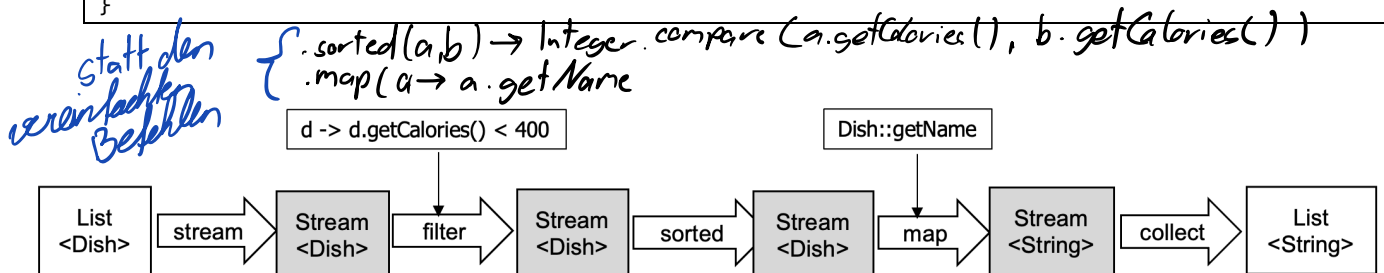 }
statt den
vereinfachten
Befehlen
{ .sorted(a,b) → Integer.compare(a.getCalories(), b.getCalories())
.map(a → a.getName
d -> d.getCalories() < 400
Dish::getName
List
<Dish>
stream
Stream
<Dish>
filter
Stream
<Dish>
sorted
Stream
<Dish>
map
Stream
<String>
collect
List
<String>